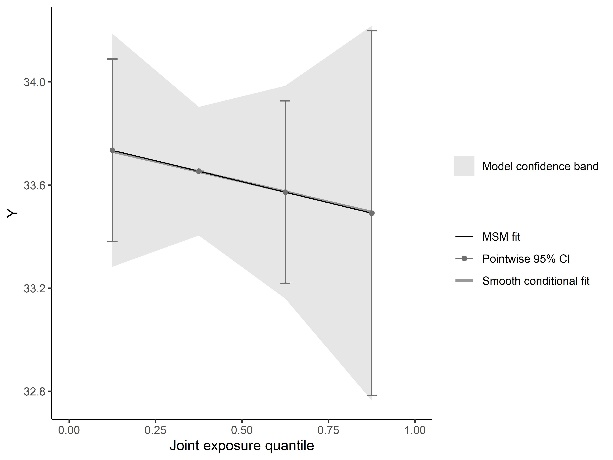 Y
34.0
33.6
33.2
32.8
0.00 0.25 0.50 0.75 1.00
Joint exposure quantile
Model confidence band
MSM fit
Pointwise 95% CI
Smooth conditional fit